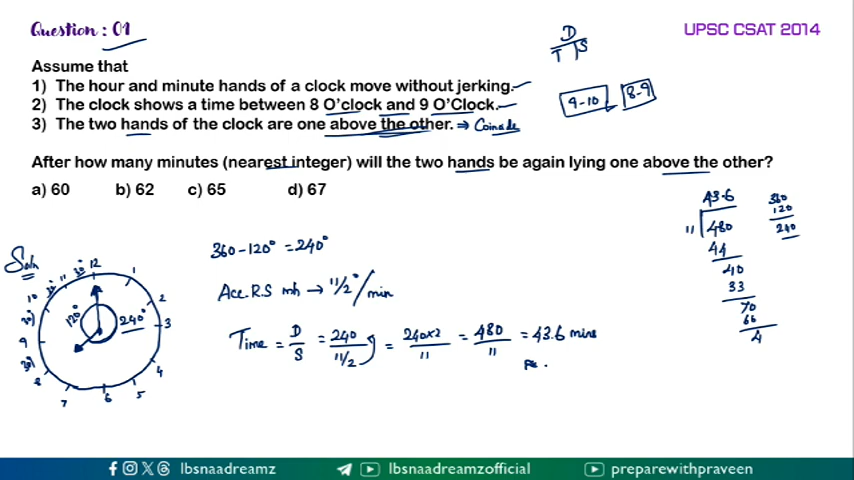 Question : 01
UPSC CSAT 2014
D
T S
Assume that
1) The hour and minute hands of a clock move without jerking.
2) The clock shows a time between 8 O'clock and 9 O'Clock.
3) The two hands of the clock are one above the other. ⇒ Coincide
9-10 8-9
After how many minutes (nearest integer) will the two hands be again lying one above the other?
a) 60 b) 62 c) 65 d) 67
43.6
11 480
44
40
33
70
66
4
360
120
240
Soln
12
1
2
3
4
5
6
7
8
9
10
11
30°
30°
30°
30°
120°
240°
360-120° = 240°
Acc. R.S mh → 11/2°/min
Time = D/S = 240/11/2 = 240×2/11 = 480/11 = 43.6 mins
lbsnaadreamz
lbsnaadreamzofficial
preparewithpraveen